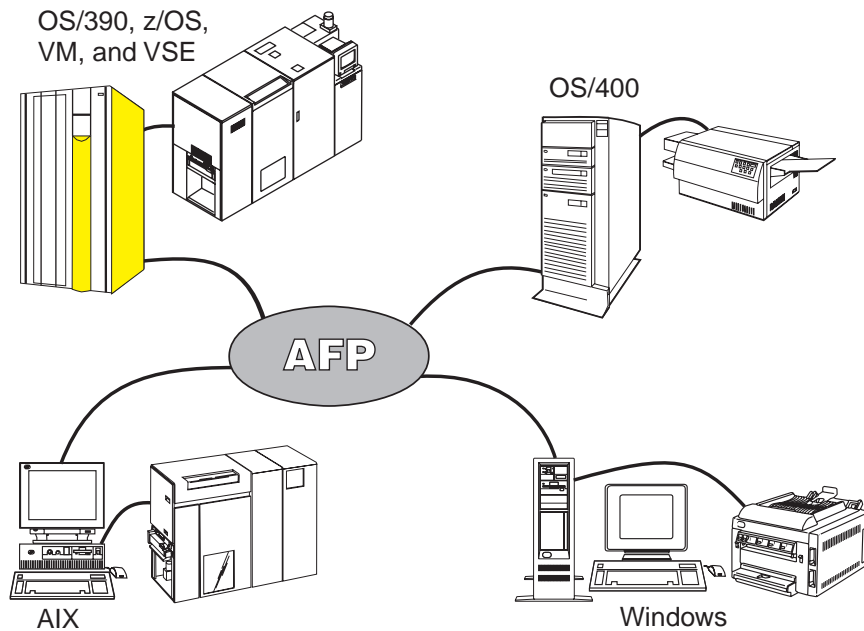 OS/390, z/OS,
VM, and VSE
OS/400
AFP
AIX
Windows